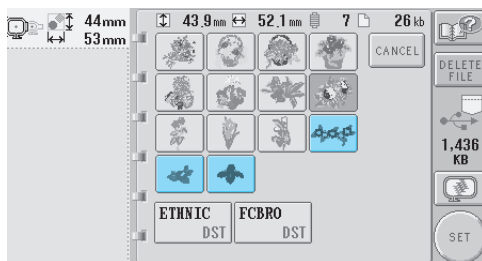 44mm
53mm
43.9mm 52.1mm 7 26kb
CANCEL
DELETE
FILE
1,436
KB
ETHNIC
DST
FCBRO
DST
SET